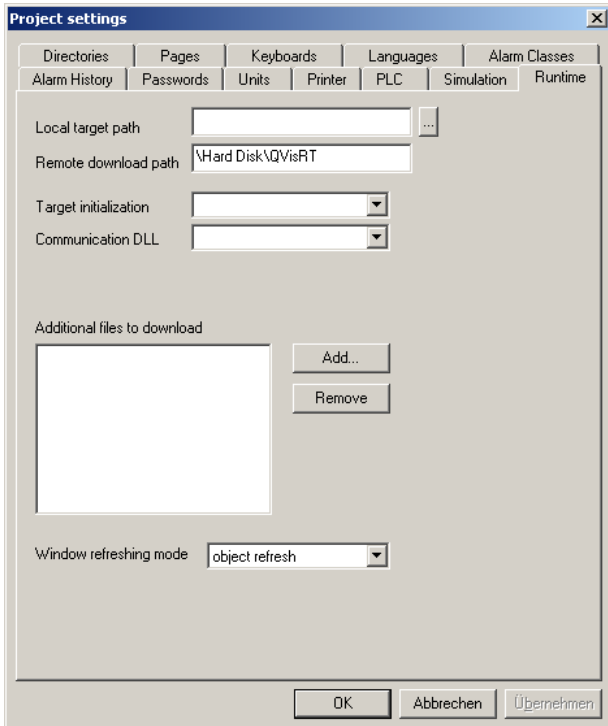 Project settings
Directories Pages Keyboards Languages Alarm Classes
Alarm History Passwords Units Printer PLC Simulation Runtime
Local target path ...
Remote download path \Hard Disk\QVisRT
Target initialization
Communication DLL
Additional files to download
Add...
Remove
Window refreshing mode object refresh
OK Abbrechen Übernehmen